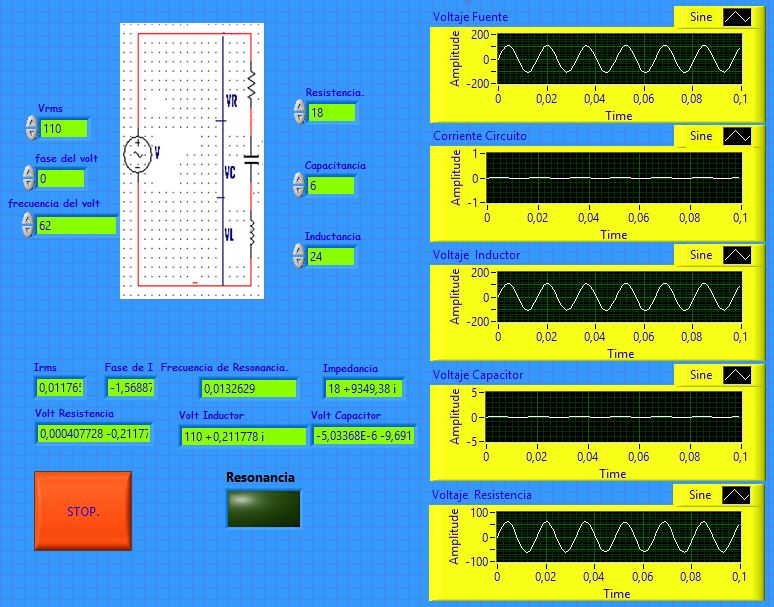 Vrms
110
fase del volt
0
frecuencia del volt
62
V
VR
VC
VL
Resistencia.
18
Capacitancia
6
Inductancia
24
Irms
0,01176
Fase de I
-1,56887
Frecuencia de Resonancia.
0,0132629
Impedancia
18 +9349,38 i
Volt Resistencia
0,000407728 -0,21177
Volt Inductor
110 +0,211778 i
Volt Capacitor
-5,03368E-6 -9,691
STOP.
Resonancia
Voltaje Fuente
Sine
Amplitude
200
0
-200
0 0,02 0,04 0,06 0,08 0,1
Time
Corriente Circuito
Sine
Amplitude
1
0
-1
0 0,02 0,04 0,06 0,08 0,1
Time
Voltaje Inductor
Sine
Amplitude
200
0
-200
0 0,02 0,04 0,06 0,08 0,1
Time
Voltaje Capacitor
Sine
Amplitude
5
0
-5
0 0,02 0,04 0,06 0,08 0,1
Time
Voltaje Resistencia
Sine
Amplitude
100
0
-100
0 0,02 0,04 0,06 0,08 0,1
Time